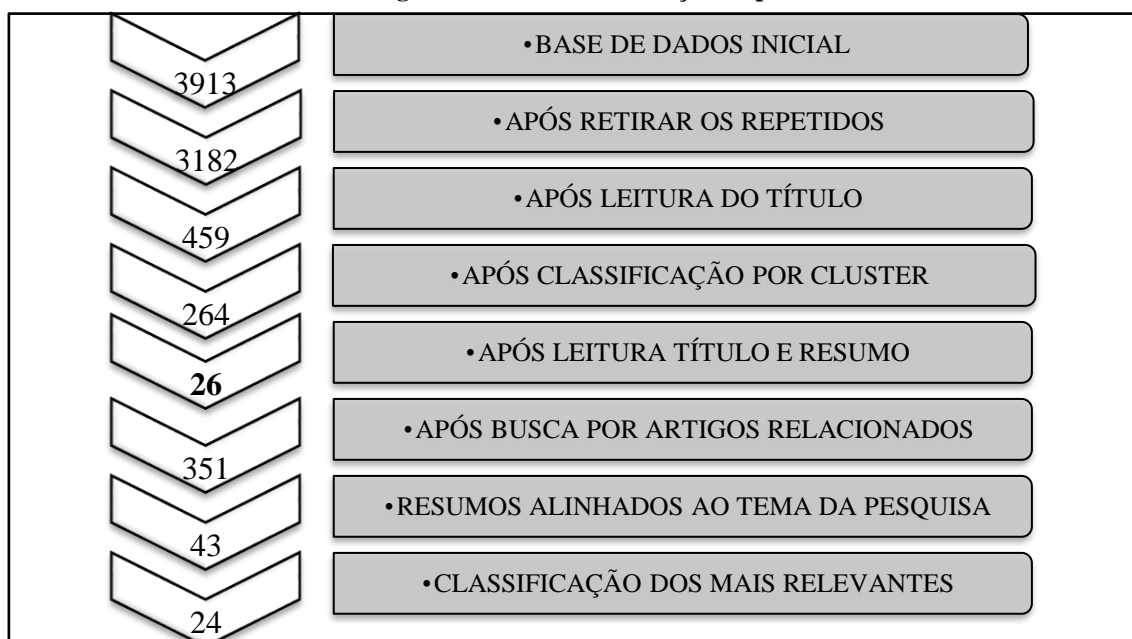 •BASE DE DADOS INICIAL
3913
•APÓS RETIRAR OS REPETIDOS
3182
•APÓS LEITURA DO TÍTULO
459
•APÓS CLASSIFICAÇÃO POR CLUSTER
264
•APÓS LEITURA TÍTULO E RESUMO
26
•APÓS BUSCA POR ARTIGOS RELACIONADOS
351
•RESUMOS ALINHADOS AO TEMA DA PESQUISA
43
•CLASSIFICAÇÃO DOS MAIS RELEVANTES
24